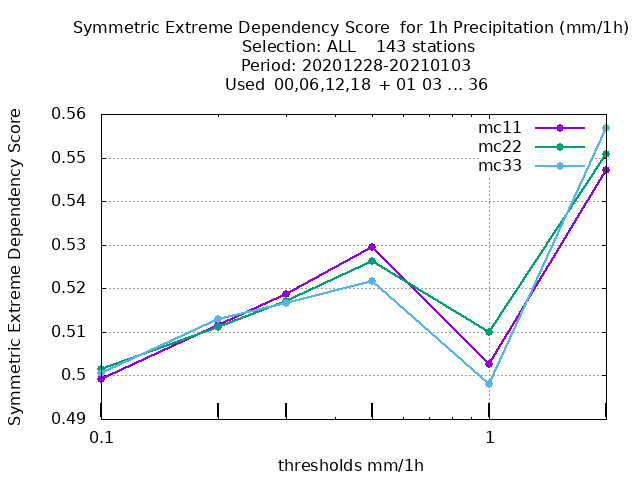 Symmetric Extreme Dependency Score  for 1h Precipitation (mm/1h)
Selection: ALL    143 stations
Period: 20201228-20210103
Used  00,06,12,18  + 01 03 ... 36
Symmetric Extreme Dependency Score
0.56
0.55
0.54
0.53
0.52
0.51
0.5
0.49
mc11
mc22
mc33
0.1
1
thresholds mm/1h